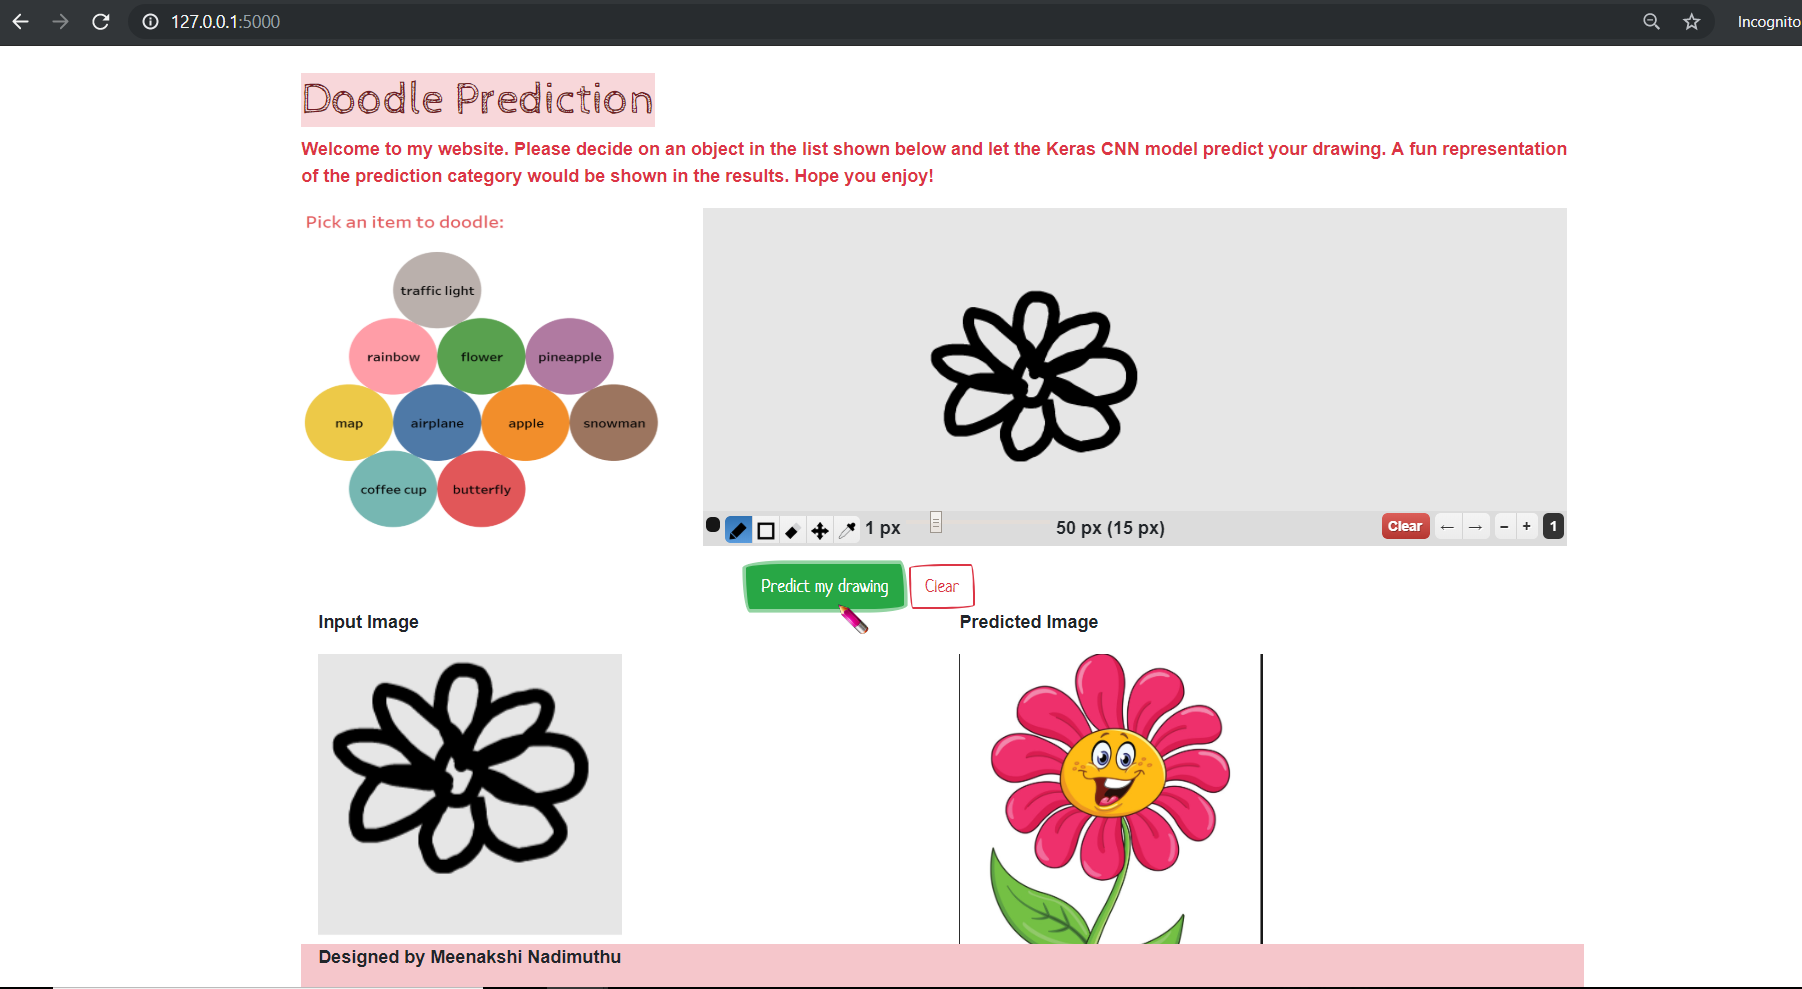 127.0.0.1:5000
Incognito
Doodle Prediction
Welcome to my website. Please decide on an object in the list shown below and let the Keras CNN model predict your drawing. A fun representation
of the prediction category would be shown in the results. Hope you enjoy!
Pick an item to doodle:
traffic light
rainbow
flower
pineapple
map
airplane
apple
snowman
coffee cup
butterfly
1 px
50 px (15 px)
Clear
← → − +
1
Predict my drawing
Clear
Input Image
Predicted Image
Designed by Meenakshi Nadimuthu